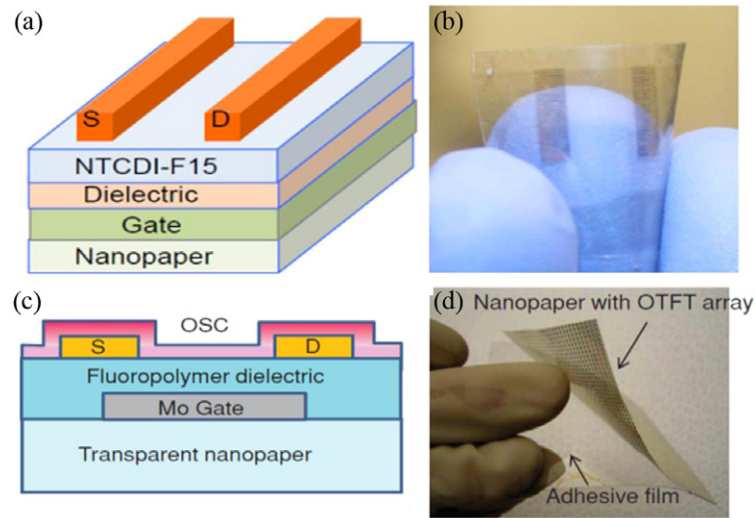 (a)
(b)
S
D
NTCDI-F15
Dielectric
Gate
Nanopaper
(c)
(d)
OSC
S
D
Fluoropolymer dielectric
Mo Gate
Transparent nanopaper
Nanopaper with OTFT array
Adhesive film